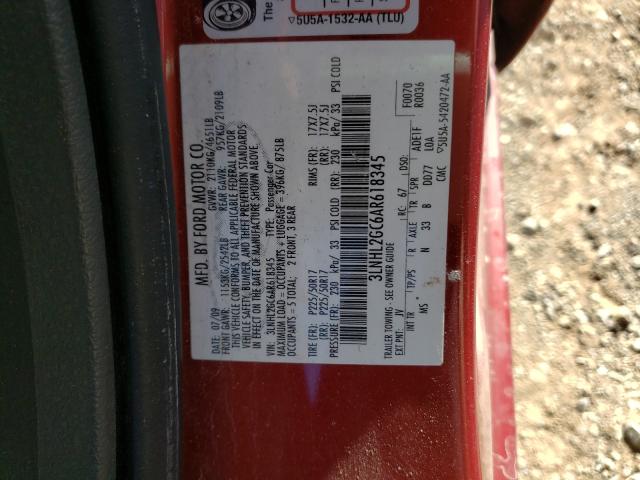 The
5U5A-1532-AA (TLU)
MFD. BY FORD MOTOR CO.
DATE: 07/09 GVWR: 2110KG/4651LB
FRONT GAWR: 1153KG/2542LB REAR GAWR: 957KG/2109LB
THIS VEHICLE CONFORMS TO ALL APPLICABLE FEDERAL MOTOR
VEHICLE SAFETY, BUMPER, AND THEFT PREVENTION STANDARDS
IN EFFECT ON THE DATE OF MANUFACTURE SHOWN ABOVE.
VIN: 3LNHL2GC6AR618345 TYPE: Passenger Car
MAXIMUM LOAD = OCCUPANTS + LUGGAGE = 396KG/ 875LB
OCCUPANTS = 5 TOTAL: 2 FRONT, 3 REAR
TIRE (FR): P225/50R17 RIMS (FR): 17X7.5J
(RR): P225/50R17 (RR): 17X7.5J
PRESSURE (FR): 230 kPa/ 33 PSI COLD (RR): 230 kPa/ 33 PSI COLD
3LNHL2GC6AR618345
TRAILER TOWING - SEE OWNER GUIDE
F0070
R0036
EXT PNT: JV RC: 67 DSO:
INT TR TP/PS R AXLE TR SPR ADE1F
MS N 33 B DD77 LOA
CMC 5U5A-5420472-AA